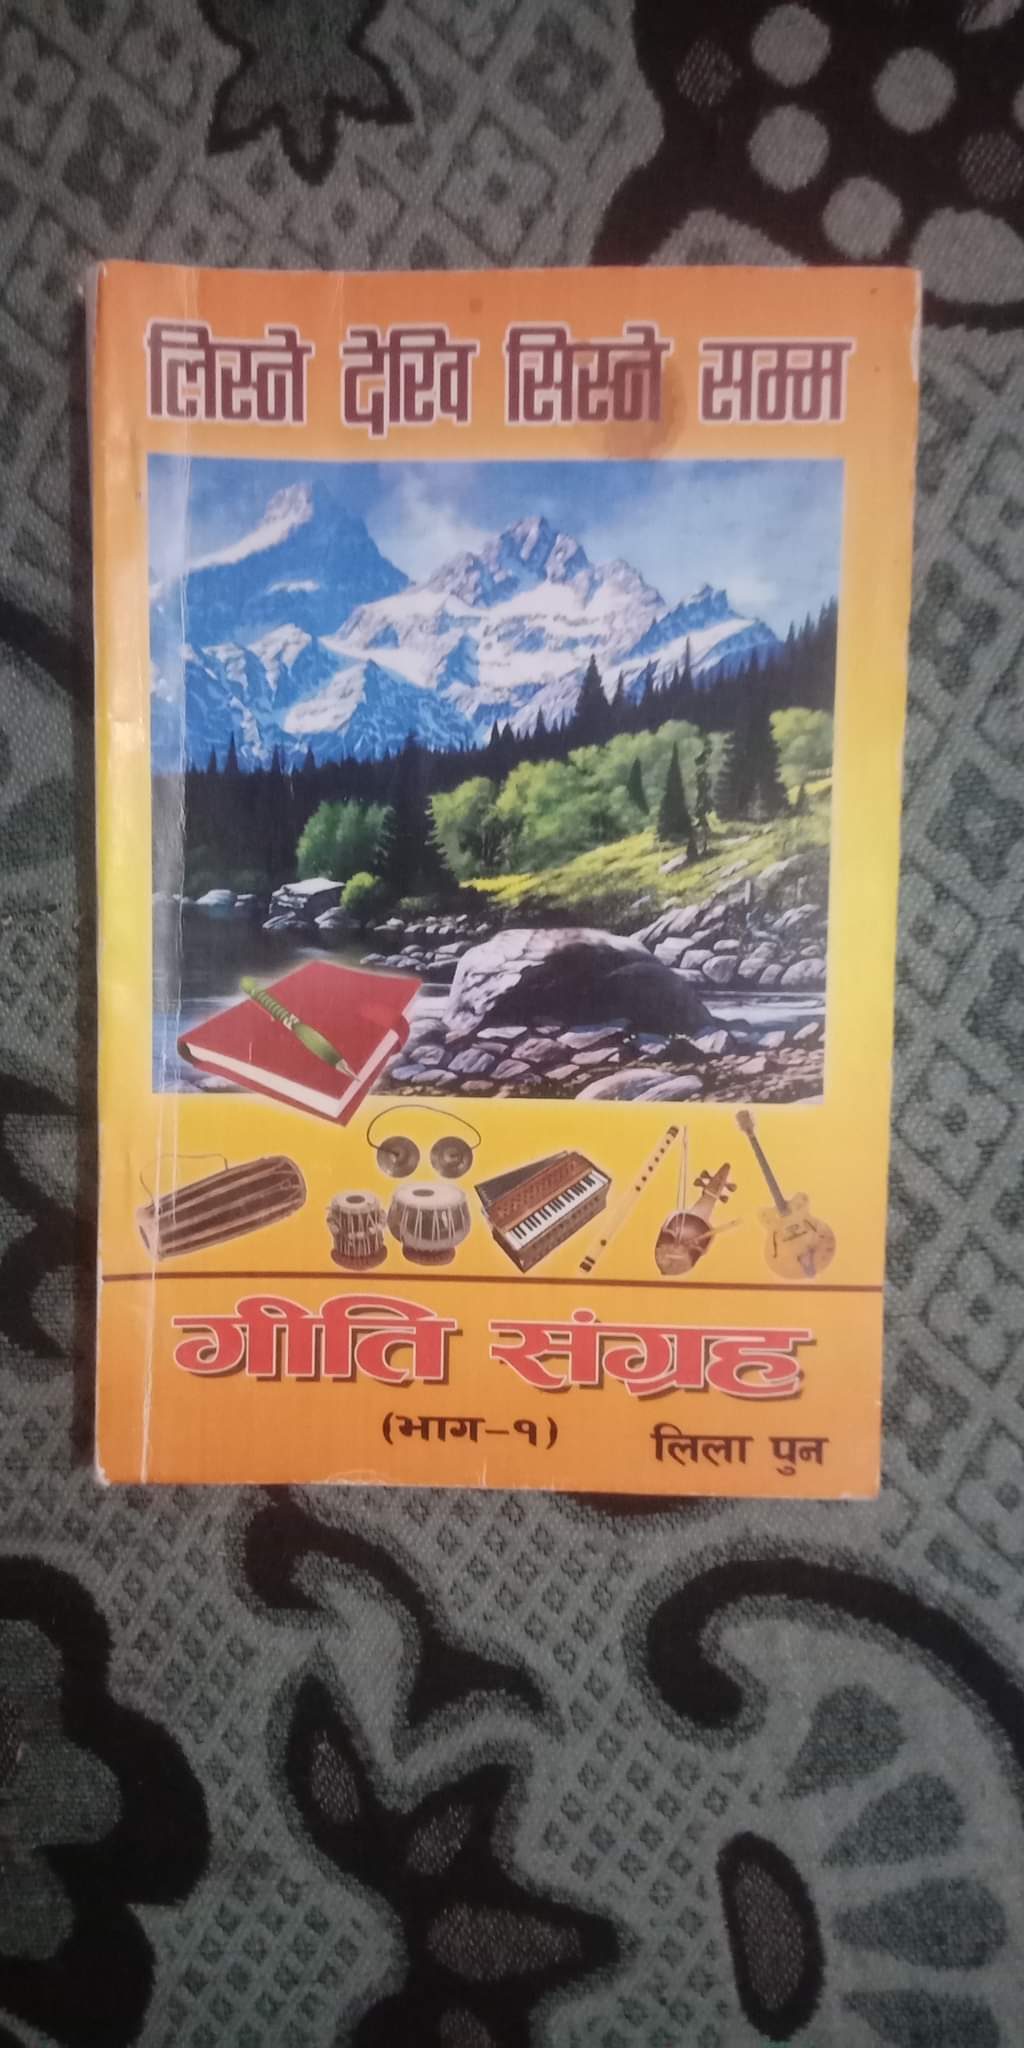 लिस्ने देखि सिस्ने सम्म
गीति संग्रह
(भाग-१)
लिला पुन